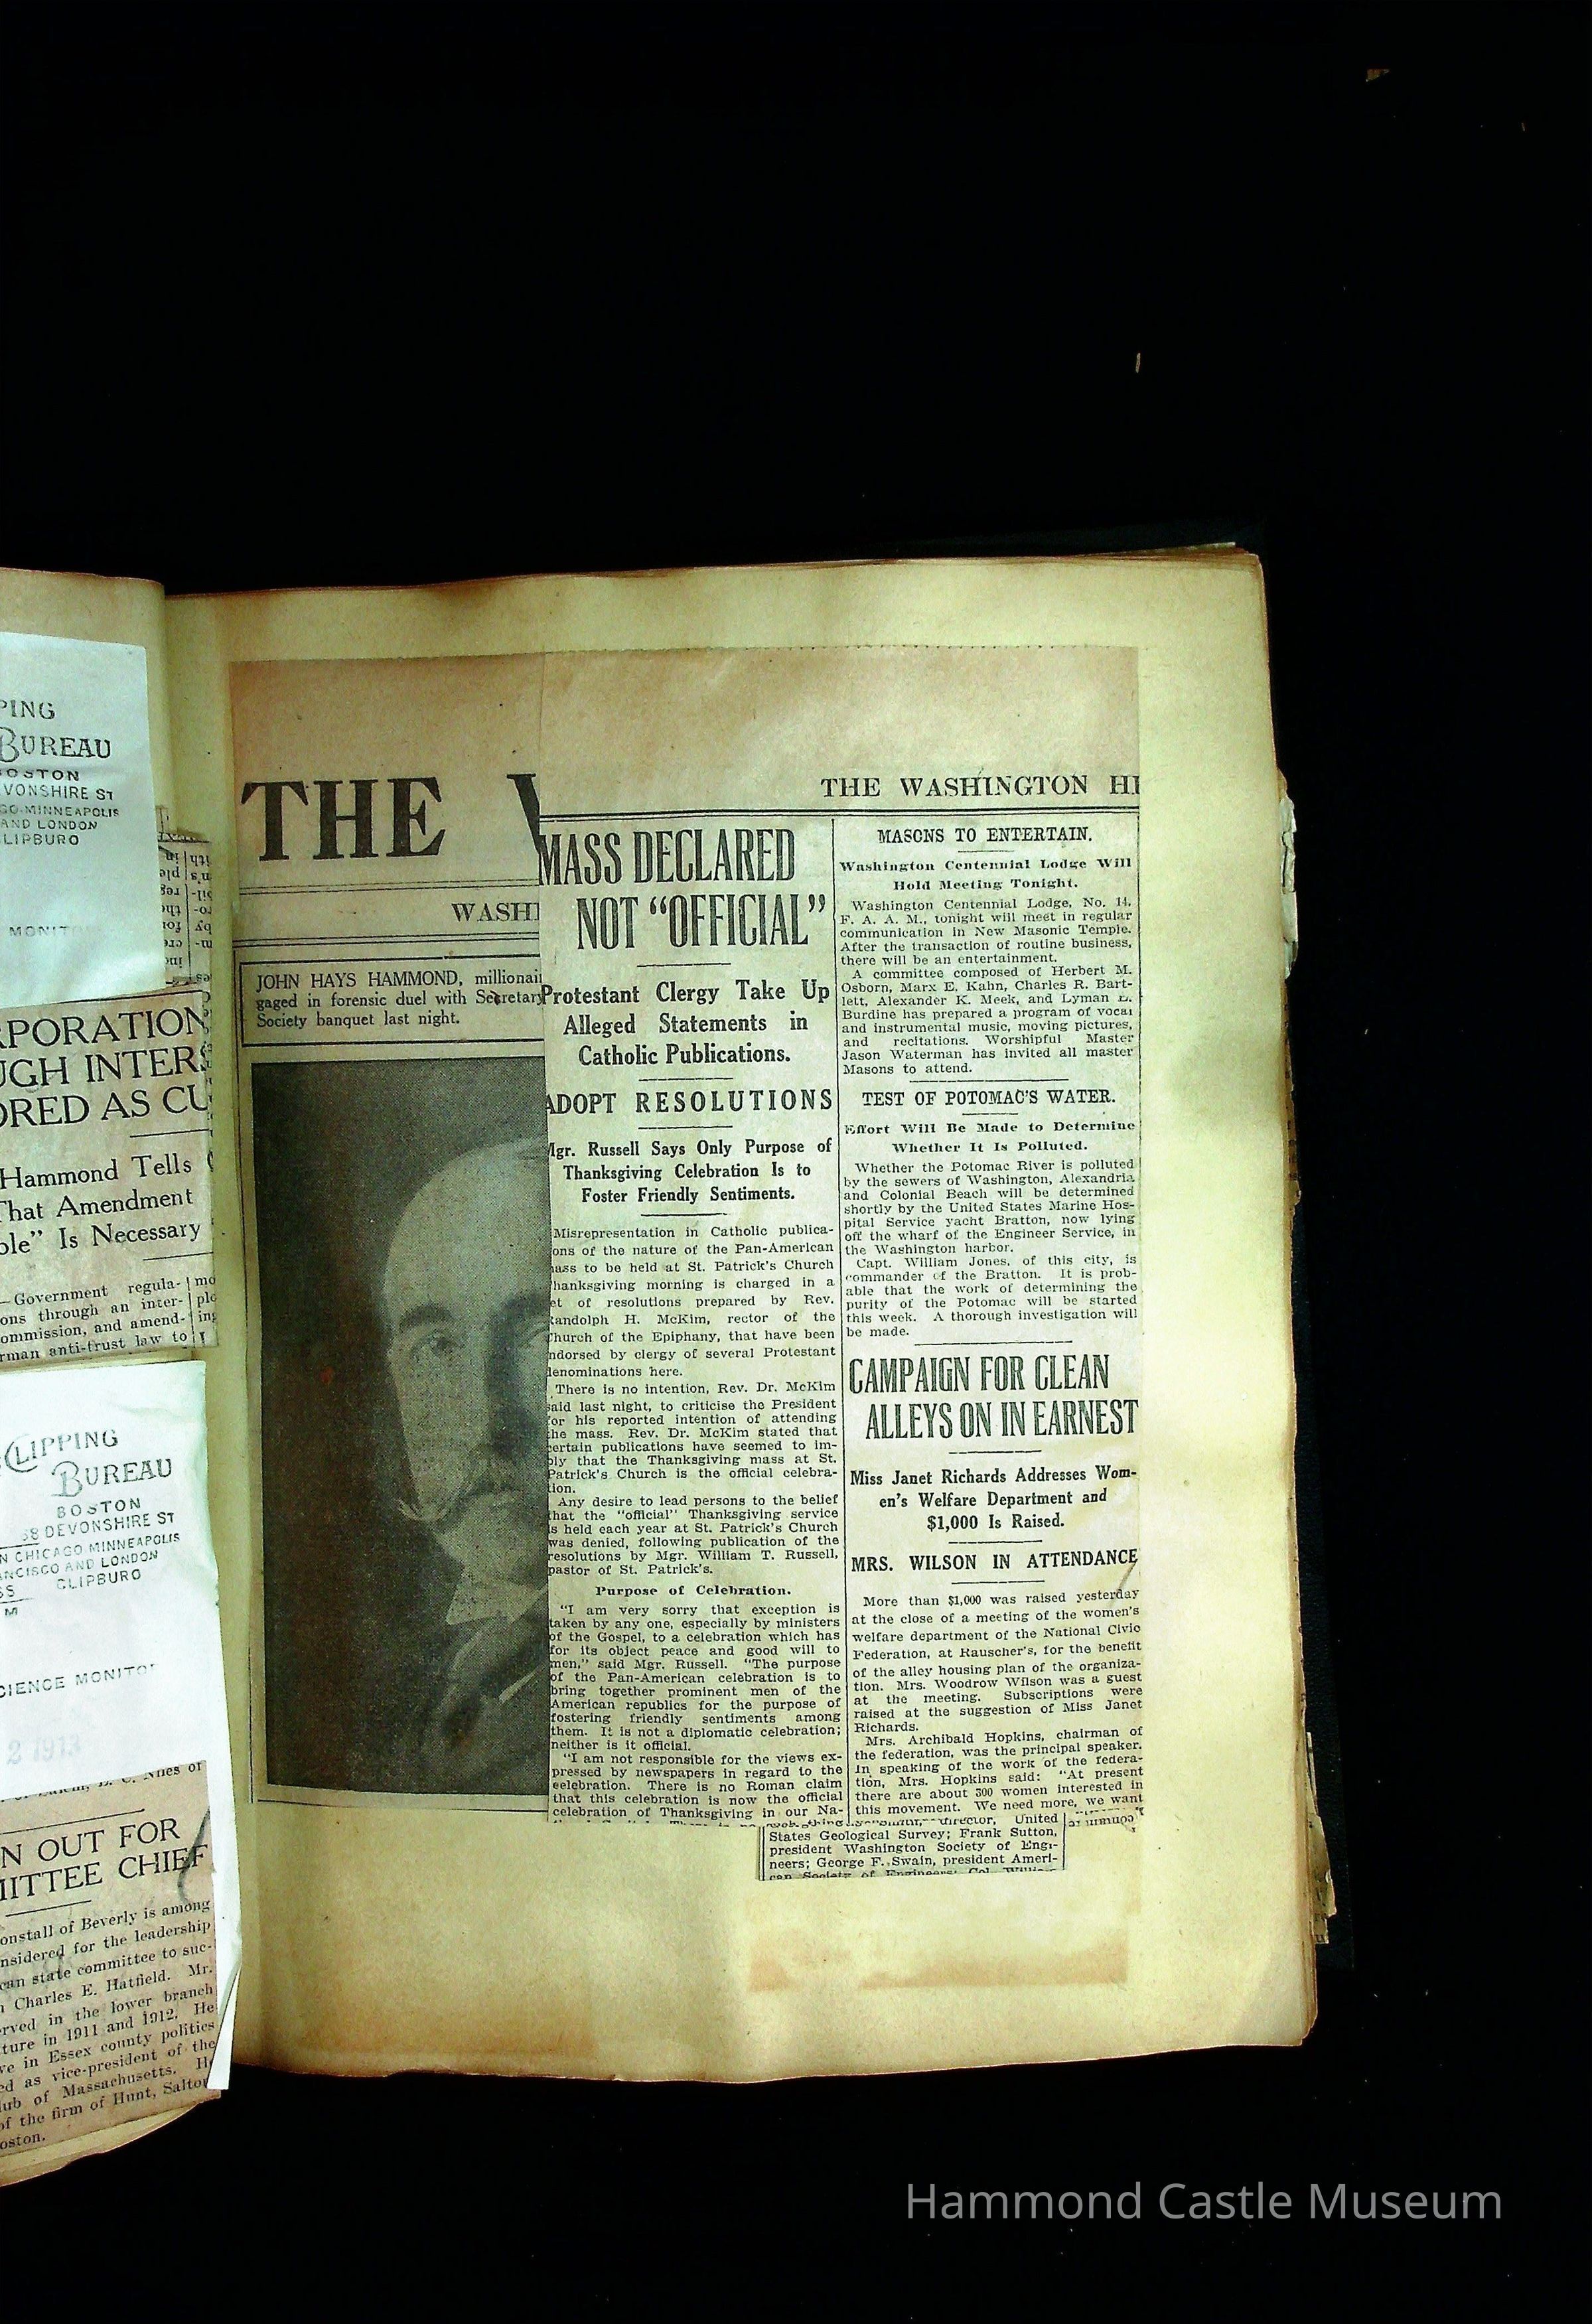 PING
BUREAU
BOSTON
VONSHIRE ST
GO MINNEAPOLIS
AND LONDON
LIPBURO
MONITO
RPORATION
UGH INTERS
ORED AS CU
Hammond Tells
That Amendment
ble" Is Necessary
—Government regula-
ons through an inter-
ommission, and amend-
rman anti-trust law to
mo
ple
ing
CLIPPING
BUREAU
BOSTON
68 DEVONSHIRE ST
N CHICAGO MINNEAPOLIS
ANCISCO AND LONDON
SS CLIPBURO
M
CIENCE MONITOR
2 1913
N OUT FOR
MITTEE CHIEF
onstall of Beverly is among
nsidered for the leadership
can state committee to suc-
n Charles E. Hatfield. Mr.
erved in the lower branch
ture in 1911 and 1912. He
ve in Essex county politics
ed as vice-president of the
lub of Massachusetts. H
of the firm of Hunt, Salto
oston.
THE W
WASHI
JOHN HAYS HAMMOND, millionai
gaged in forensic duel with Secretary
Society banquet last night.
THE WASHINGTON HE
MASS DECLARED
NOT "OFFICIAL"
Protestant Clergy Take Up
Alleged Statements in
Catholic Publications.
ADOPT RESOLUTIONS
Mgr. Russell Says Only Purpose of
Thanksgiving Celebration Is to
Foster Friendly Sentiments.
Misrepresentation in Catholic publica-
ons of the nature of the Pan-American
ass to be held at St. Patrick's Church
hanksgiving morning is charged in a
et of resolutions prepared by Rev.
andolph H. McKim, rector of the
hurch of the Epiphany, that have been
ndorsed by clergy of several Protestant
denominations here.
There is no intention, Rev. Dr. McKim
said last night, to criticise the President
for his reported intention of attending
the mass. Rev. Dr. McKim stated that
certain publications have seemed to im-
ply that the Thanksgiving mass at St.
Patrick's Church is the official celebra-
tion.
Any desire to lead persons to the belief
that the "official" Thanksgiving service
is held each year at St. Patrick's Church
was denied, following publication of the
resolutions by Mgr. William T. Russell,
pastor of St. Patrick's.
Purpose of Celebration.
"I am very sorry that exception is
taken by any one, especially by ministers
of the Gospel, to a celebration which has
for its object peace and good will to
men," said Mgr. Russell. "The purpose
of the Pan-American celebration is to
bring together prominent men of the
American republics for the purpose of
fostering friendly sentiments among
them. It is not a diplomatic celebration;
neither is it official.
"I am not responsible for the views ex-
pressed by newspapers in regard to the
celebration. There is no Roman claim
that this celebration is now the official
celebration of Thanksgiving in our Na-
MASONS TO ENTERTAIN.
Washington Centennial Lodge Will
Hold Meeting Tonight.
Washington Centennial Lodge, No. 14,
F. A. A. M., tonight will meet in regular
communication in New Masonic Temple.
After the transaction of routine business,
there will be an entertainment.
A committee composed of Herbert M.
Osborn, Marx E. Kahn, Charles R. Bart-
lett, Alexander K. Meek, and Lyman E.
Burdine has prepared a program of vocal
and instrumental music, moving pictures,
and recitations. Worshipful Master
Jason Waterman has invited all master
Masons to attend.
TEST OF POTOMAC'S WATER.
Effort Will Be Made to Determine
Whether It Is Polluted.
Whether the Potomac River is polluted
by the sewers of Washington, Alexandria
and Colonial Beach will be determined
shortly by the United States Marine Hos-
pital Service yacht Bratton, now lying
off the wharf of the Engineer Service, in
the Washington harbor.
Capt. William Jones, of this city, is
commander of the Bratton. It is prob-
able that the work of determining the
purity of the Potomac will be started
this week. A thorough investigation will
be made.
CAMPAIGN FOR CLEAN
ALLEYS ON IN EARNEST
Miss Janet Richards Addresses Wom-
en's Welfare Department and
$1,000 Is Raised.
MRS. WILSON IN ATTENDANCE
More than $1,000 was raised yesterday
at the close of a meeting of the women's
welfare department of the National Civic
Federation, at Rauscher's, for the benefit
of the alley housing plan of the organiza-
tion. Mrs. Woodrow Wilson was a guest
at the meeting. Subscriptions were
raised at the suggestion of Miss Janet
Richards.
Mrs. Archibald Hopkins, chairman of
the federation, was the principal speaker.
In speaking of the work of the federa-
tion, Mrs. Hopkins said: "At present
there are about 300 women interested in
this movement. We need more, we want
director, United
States Geological Survey; Frank Sutton,
president Washington Society of Engi-
neers; George F. Swain, president Ameri-
can Society of Engineers; Col.
Hammond Castle Museum